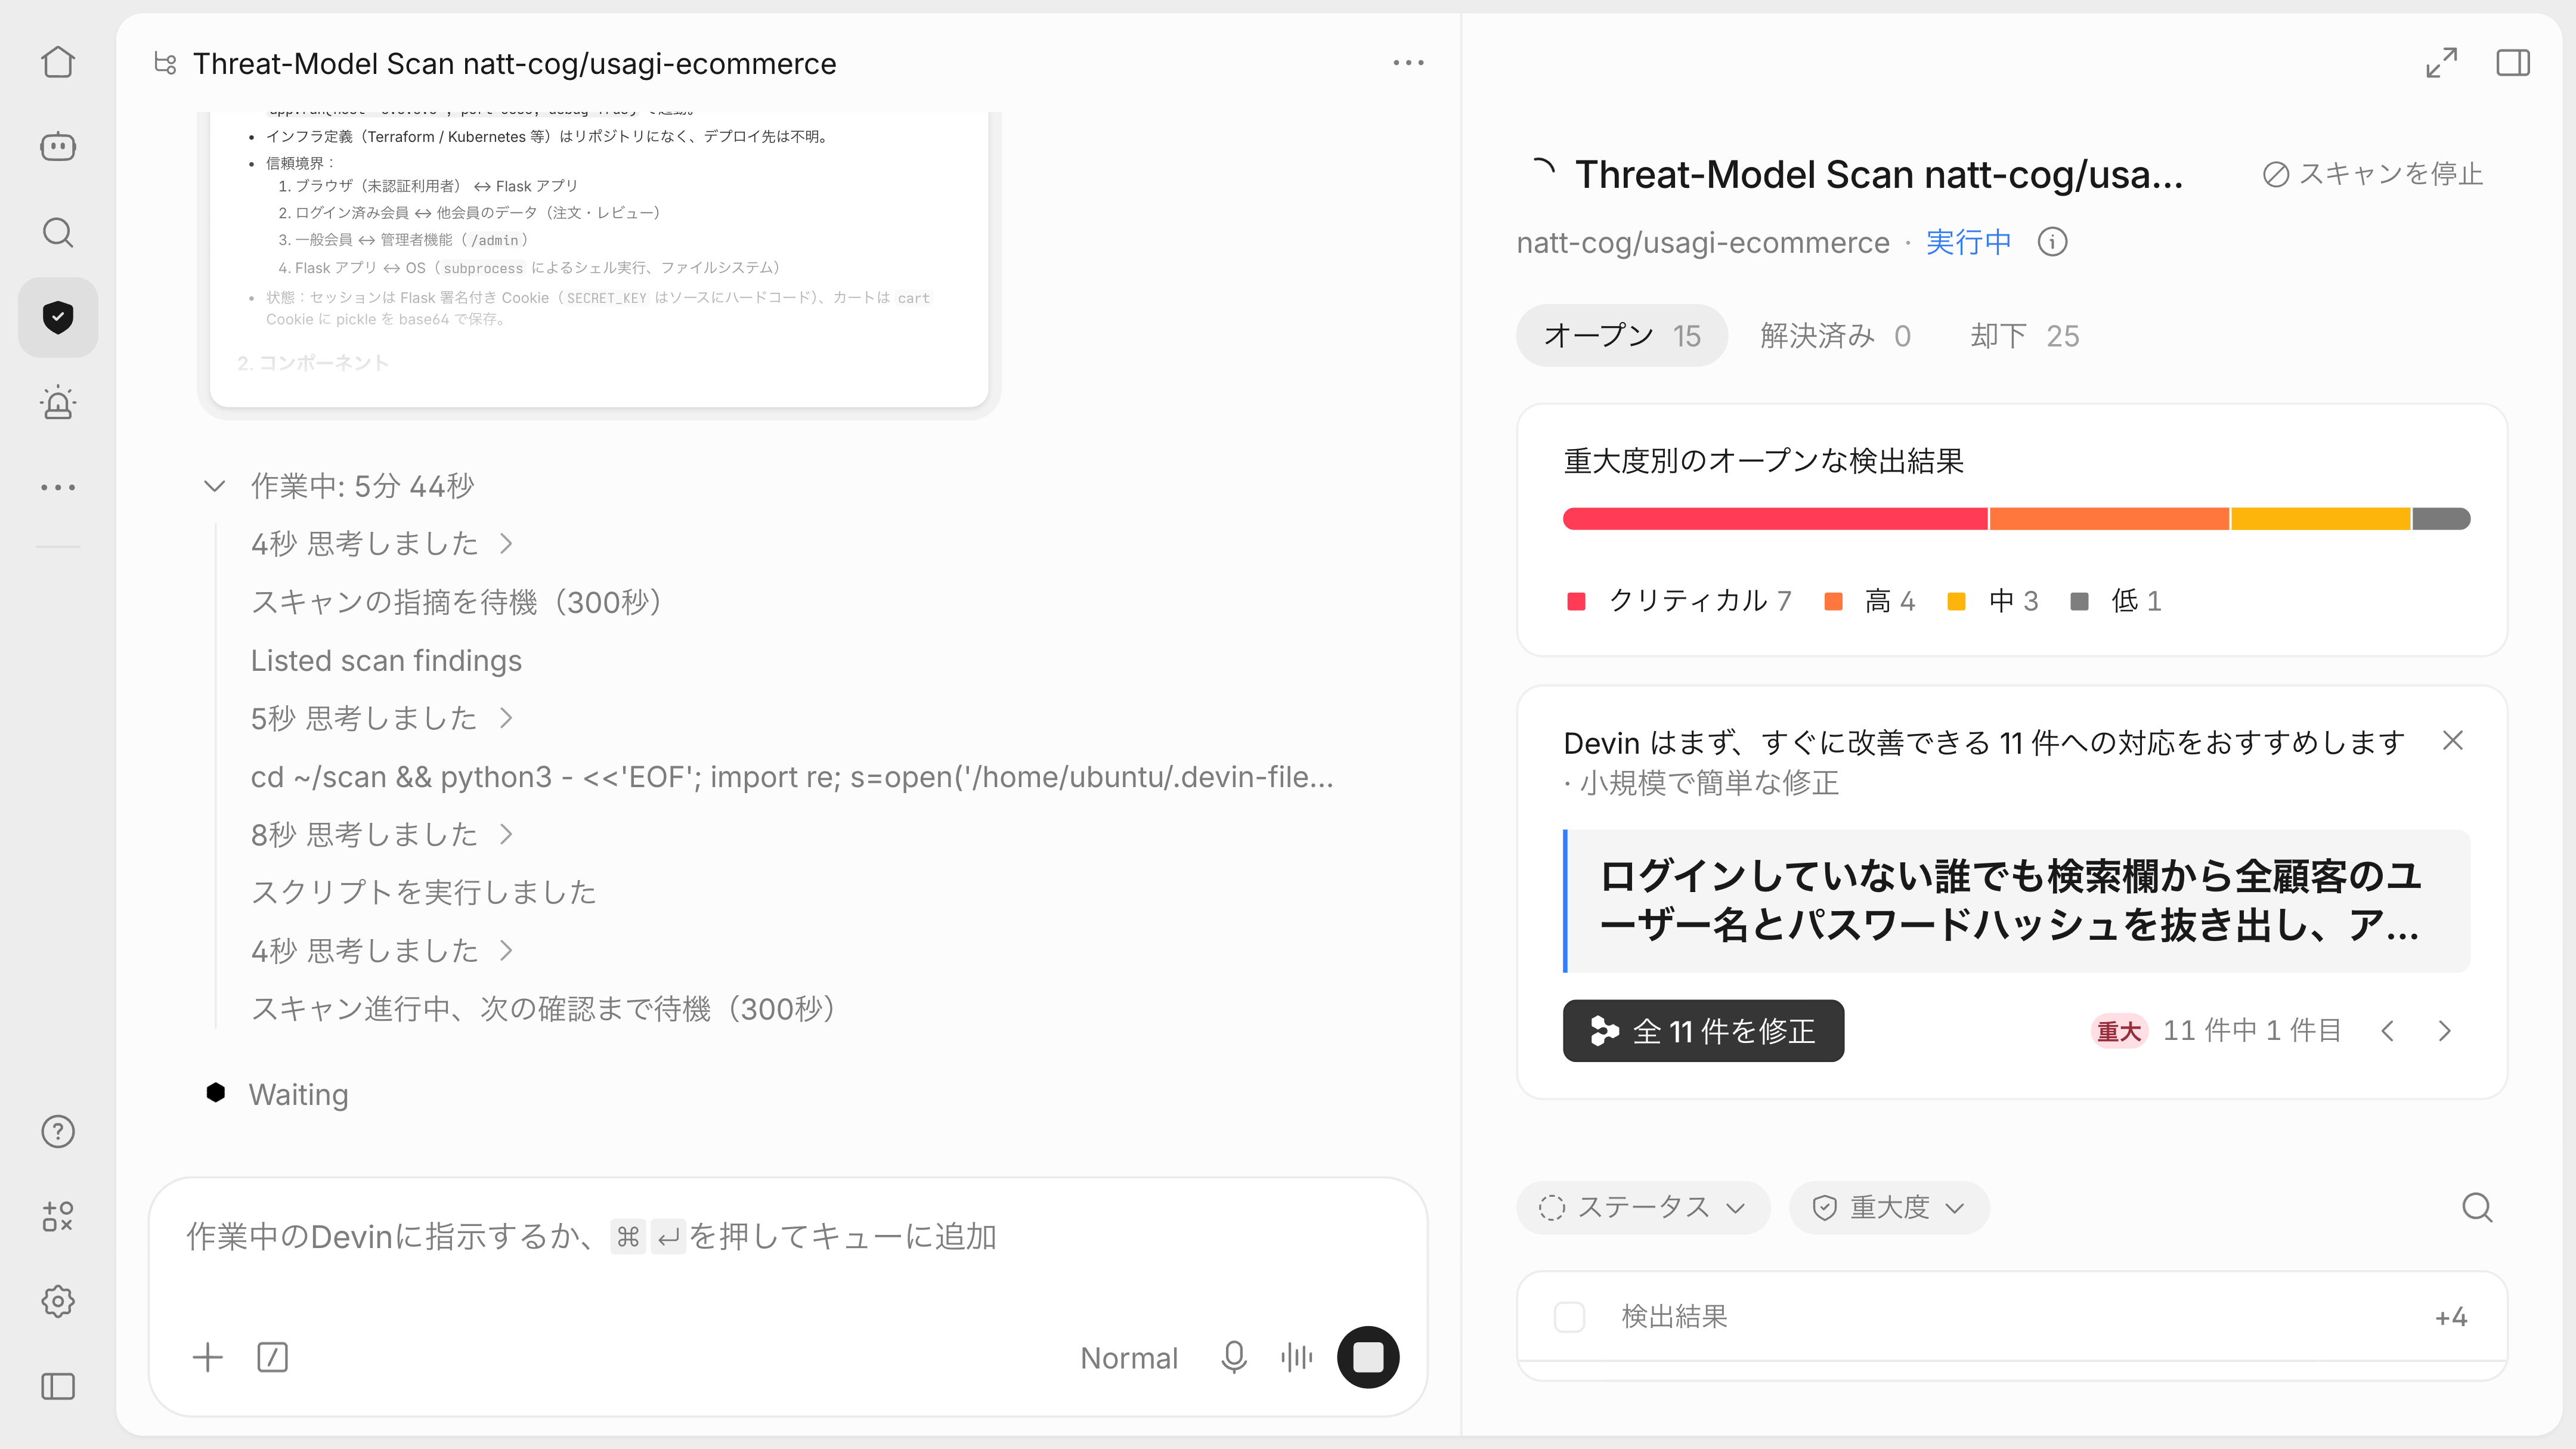 Threat-Model Scan natt-cog/usagi-ecommerce
インフラ定義（Terraform / Kubernetes 等）はリポジトリになく、デプロイ先は不明。
信頼境界：
1. ブラウザ（未認証利用者） ↔ Flask アプリ
2. ログイン済み会員 ↔ 他会員のデータ（注文・レビュー）
3. 一般会員 ↔ 管理者機能（ /admin ）
4. Flask アプリ ↔ OS（ subprocess によるシェル実行、ファイルシステム）
状態：セッションは Flask 署名付き Cookie（ SECRET_KEY はソースにハードコード）、カートは cart
Cookie に pickle を base64 で保存。
2. コンポーネント
作業中: 5分 44秒
4秒 思考しました
スキャンの指摘を待機（300秒）
Listed scan findings
5秒 思考しました
cd ~/scan && python3 - <<'EOF'; import re; s=open('/home/ubuntu/.devin-file...
8秒 思考しました
スクリプトを実行しました
4秒 思考しました
スキャン進行中、次の確認まで待機（300秒）
Waiting
作業中のDevinに指示するか、⌘ ↵ を押してキューに追加
Normal
Threat-Model Scan natt-cog/usa...
スキャンを停止
natt-cog/usagi-ecommerce · 実行中
オープン 15 解決済み 0 却下 25
重大度別のオープンな検出結果
クリティカル 7 高 4 中 3 低 1
Devin はまず、すぐに改善できる 11 件への対応をおすすめします
· 小規模で簡単な修正
ログインしていない誰でも検索欄から全顧客のユ
ーザー名とパスワードハッシュを抜き出し、ア...
全 11 件を修正
重大 11 件中 1 件目
ステータス 重大度
検出結果 +4